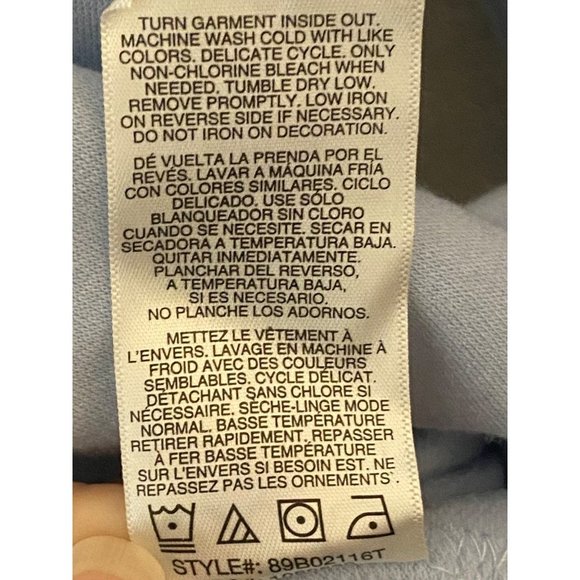 TURN GARMENT INSIDE OUT.
MACHINE WASH COLD WITH LIKE
COLORS. DELICATE CYCLE. ONLY
NON-CHLORINE BLEACH WHEN
NEEDED. TUMBLE DRY LOW.
REMOVE PROMPTLY. LOW IRON
ON REVERSE SIDE IF NECESSARY.
DO NOT IRON ON DECORATION.
DÉ VUELTA LA PRENDA POR EL
REVÉS. LAVAR A MÁQUINA FRÍA
CON COLORES SIMILARES. CICLO
DELICADO. USE SÓLO
BLANQUEADOR SIN CLORO
CUANDO SE NECESITE. SECAR EN
SECADORA A TEMPERATURA BAJA.
QUITAR INMEDIATAMENTE.
PLANCHAR DEL REVERSO,
A TEMPERATURA BAJA,
SI ES NECESARIO.
NO PLANCHE LOS ADORNOS.
METTEZ LE VÊTEMENT À
L'ENVERS. LAVAGE EN MACHINE À
FROID AVEC DES COULEURS
SEMBLABLES. CYCLE DÉLICAT.
DÉTACHANT SANS CHLORE SI
NÉCESSAIRE. SÈCHE-LINGE MODE
NORMAL. BASSE TEMPÉRATURE
RETIRER RAPIDEMENT. REPASSER
À FER BASSE TEMPÉRATURE
SUR L'ENVERS SI BESOIN EST. NE
REPASSEZ PAS LES ORNEMENTS.
STYLE#: 89B02116T